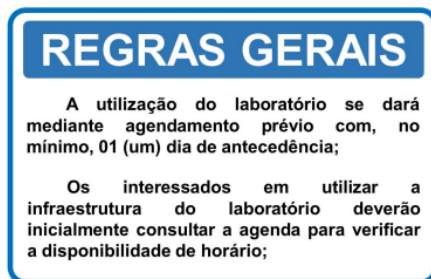 REGRAS GERAIS
A utilização do laboratório se dará
mediante agendamento prévio com, no
mínimo, 01 (um) dia de antecedência;
Os interessados em utilizar a
infraestrutura do laboratório deverão
inicialmente consultar a agenda para verificar
a disponibilidade de horário;